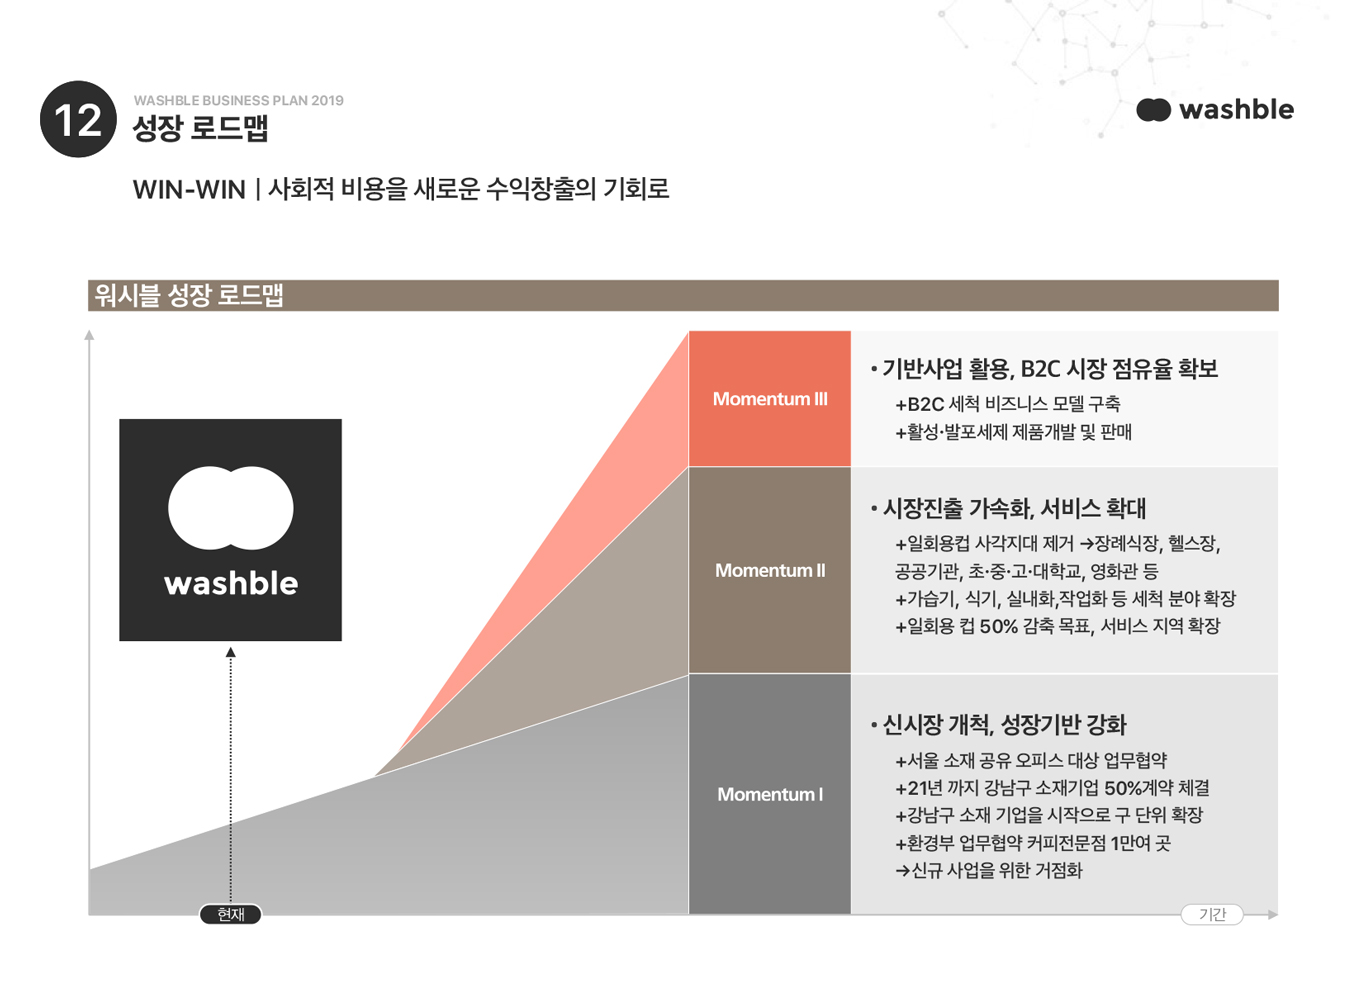 12
WASHBLE BUSINESS PLAN 2019
성장 로드맵
washble
WIN-WIN | 사회적 비용을 새로운 수익창출의 기회로
워시블 성장 로드맵
washble
현재
Momentum III
• 기반사업 활용, B2C 시장 점유율 확보
+B2C 세척 비즈니스 모델 구축
+활성·발포세제 제품개발 및 판매
Momentum II
• 시장진출 가속화, 서비스 확대
+일회용컵 사각지대 제거 →장례식장, 헬스장,
공공기관, 초·중·고·대학교, 영화관 등
+가습기, 식기, 실내화,작업화 등 세척 분야 확장
+일회용 컵 50% 감축 목표, 서비스 지역 확장
Momentum I
• 신시장 개척, 성장기반 강화
+서울 소재 공유 오피스 대상 업무협약
+21년 까지 강남구 소재기업 50%계약 체결
+강남구 소재 기업을 시작으로 구 단위 확장
+환경부 업무협약 커피전문점 1만여 곳
→신규 사업을 위한 거점화
기간